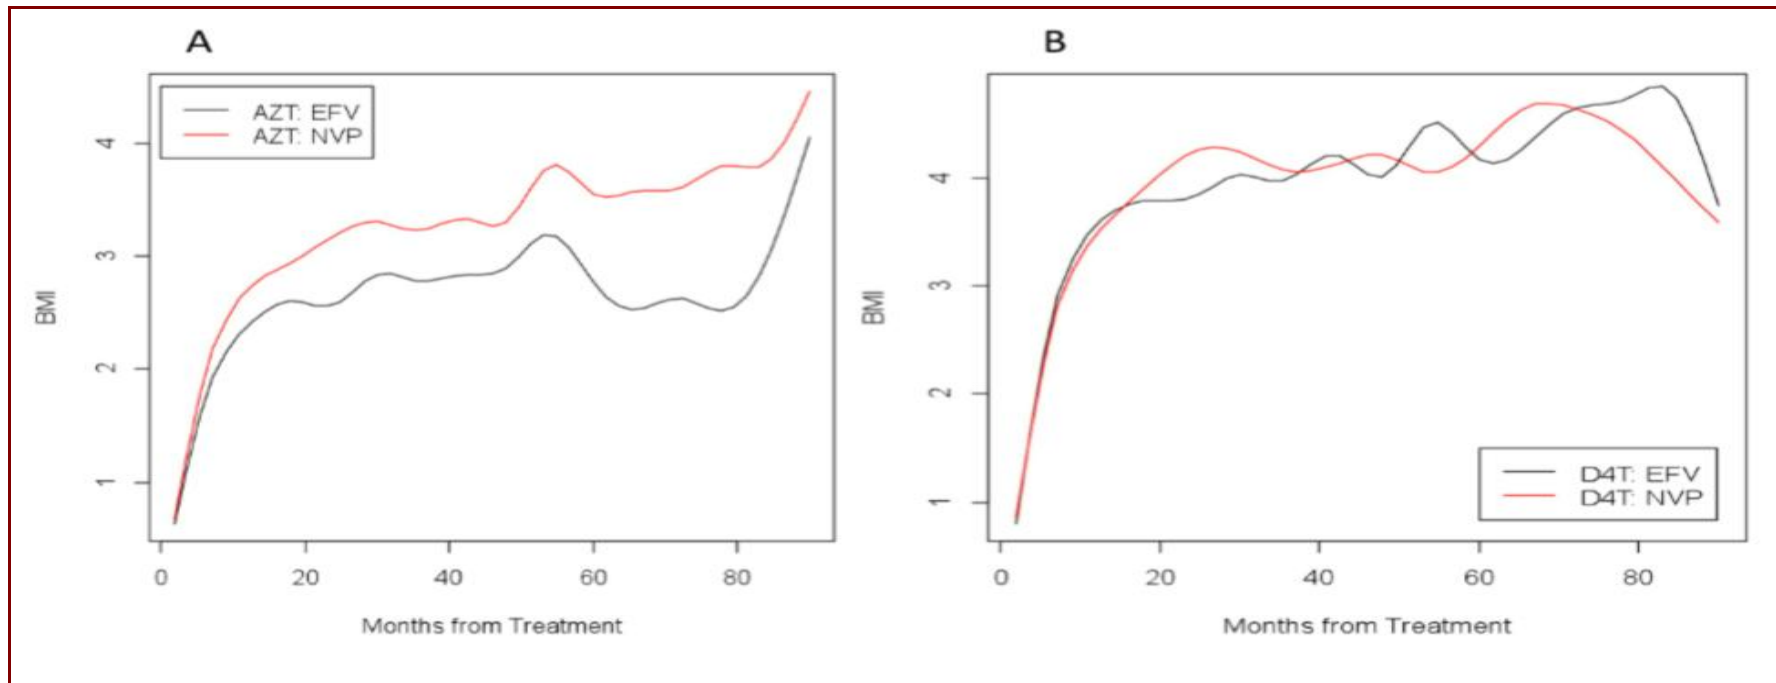 A
AZT: EFV
AZT: NVP
4
3
2
1
BMI
0 20 40 60 80
Months from Treatment
B
4
3
2
1
BMI
D4T: EFV
D4T: NVP
0 20 40 60 80
Months from Treatment